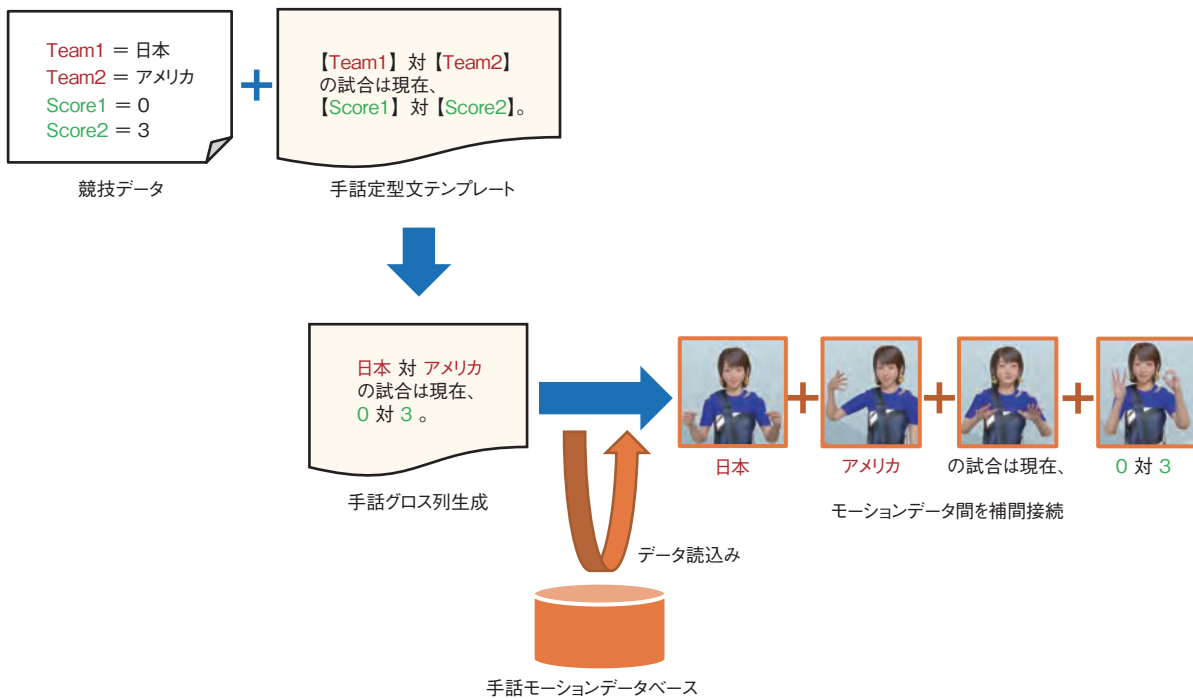 Team1 = 日本
Team2 = アメリカ
Score1 = 0
Score2 = 3
競技データ
【Team1】対【Team2】
の試合は現在、
【Score1】対【Score2】。
手話定型文テンプレート
日本 対 アメリカ
の試合は現在、
0 対 3 。
手話グロス列生成
日本
アメリカ
の試合は現在、
0 対 3
モーションデータ間を補間接続
データ読込み
手話モーションデータベース